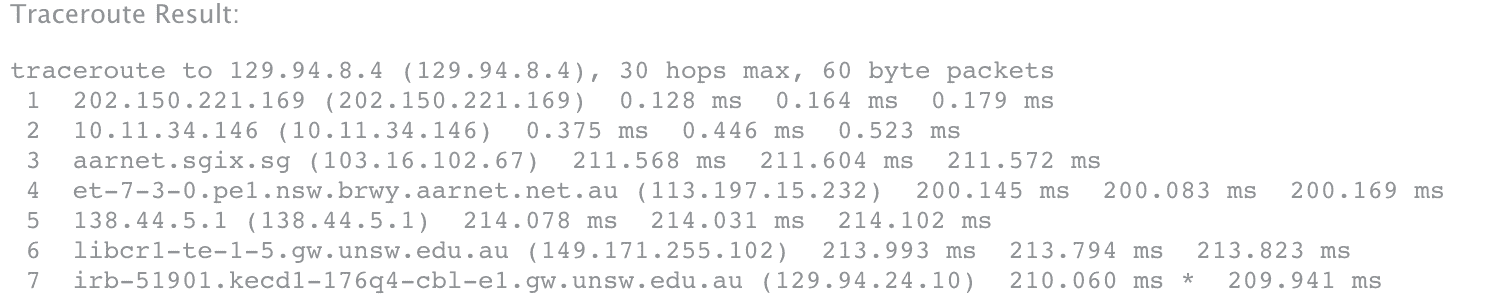 Traceroute Result:
traceroute to 129.94.8.4 (129.94.8.4), 30 hops max, 60 byte packets
1 202.150.221.169 (202.150.221.169) 0.128 ms 0.164 ms 0.179 ms
2 10.11.34.146 (10.11.34.146) 0.375 ms 0.446 ms 0.523 ms
3 aarnet.sgix.sg (103.16.102.67) 211.568 ms 211.604 ms 211.572 ms
4 et-7-3-0.pe1.nsw.brwy.aarnet.net.au (113.197.15.232) 200.145 ms 200.083 ms 200.169 ms
5 138.44.5.1 (138.44.5.1) 214.078 ms 214.031 ms 214.102 ms
6 libcr1-te-1-5.gw.unsw.edu.au (149.171.255.102) 213.993 ms 213.794 ms 213.823 ms
7 irb-51901.kecd1-176q4-cbl-e1.gw.unsw.edu.au (129.94.24.10) 210.060 ms * 209.941 ms